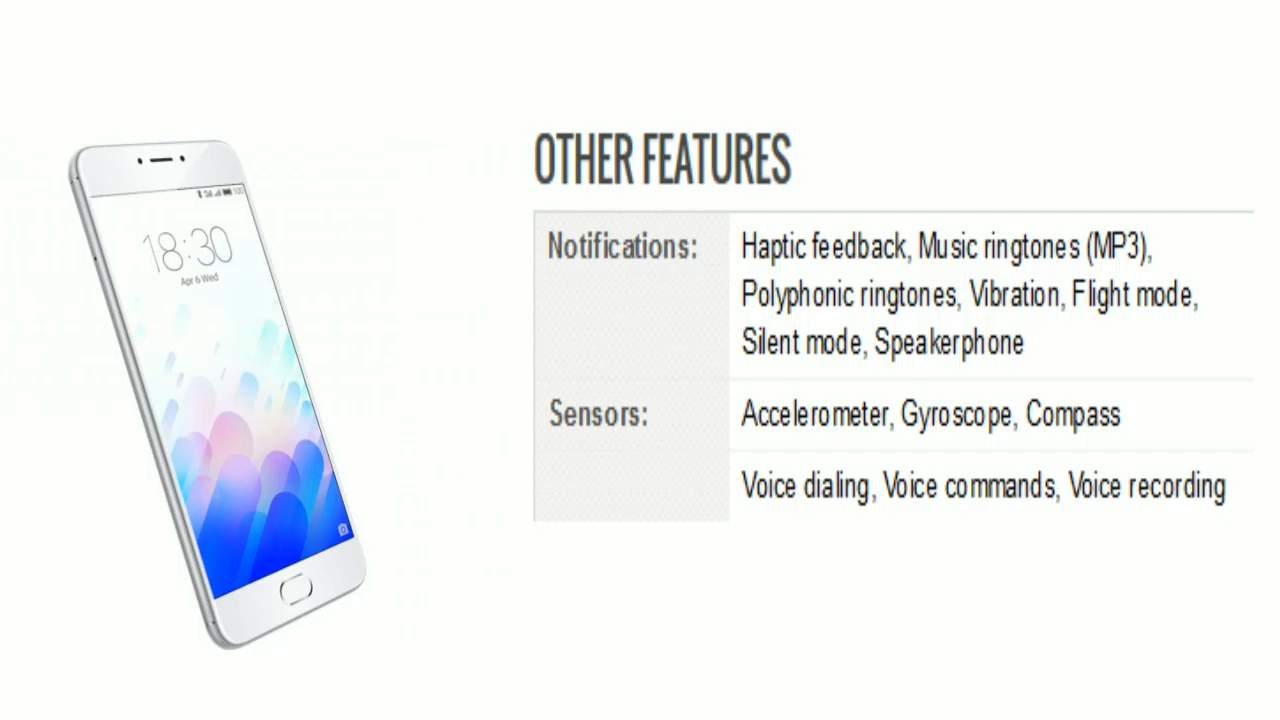 100
18:30
Apr 6 Wed
OTHER FEATURES
Notifications:
Haptic feedback, Music ringtones (MP3),
Polyphonic ringtones, Vibration, Flight mode,
Silent mode, Speakerphone
Sensors:
Accelerometer, Gyroscope, Compass
Voice dialing, Voice commands, Voice recording